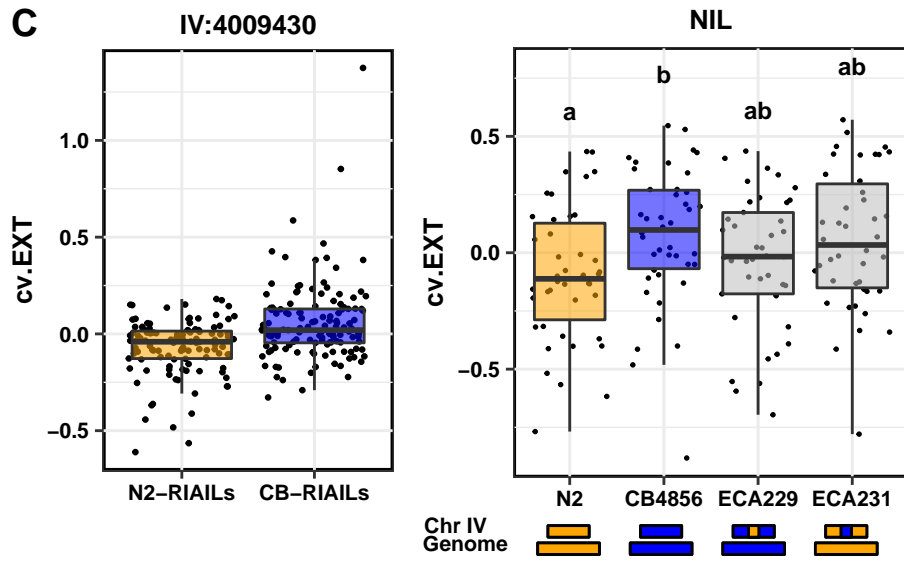 C
IV:4009430
cv.EXT
1.0
0.5
0.0
−0.5
N2−RIAILs CB−RIAILs
NIL
cv.EXT
0.5
0.0
−0.5
a b ab ab
N2 CB4856 ECA229 ECA231
Chr IV
Genome